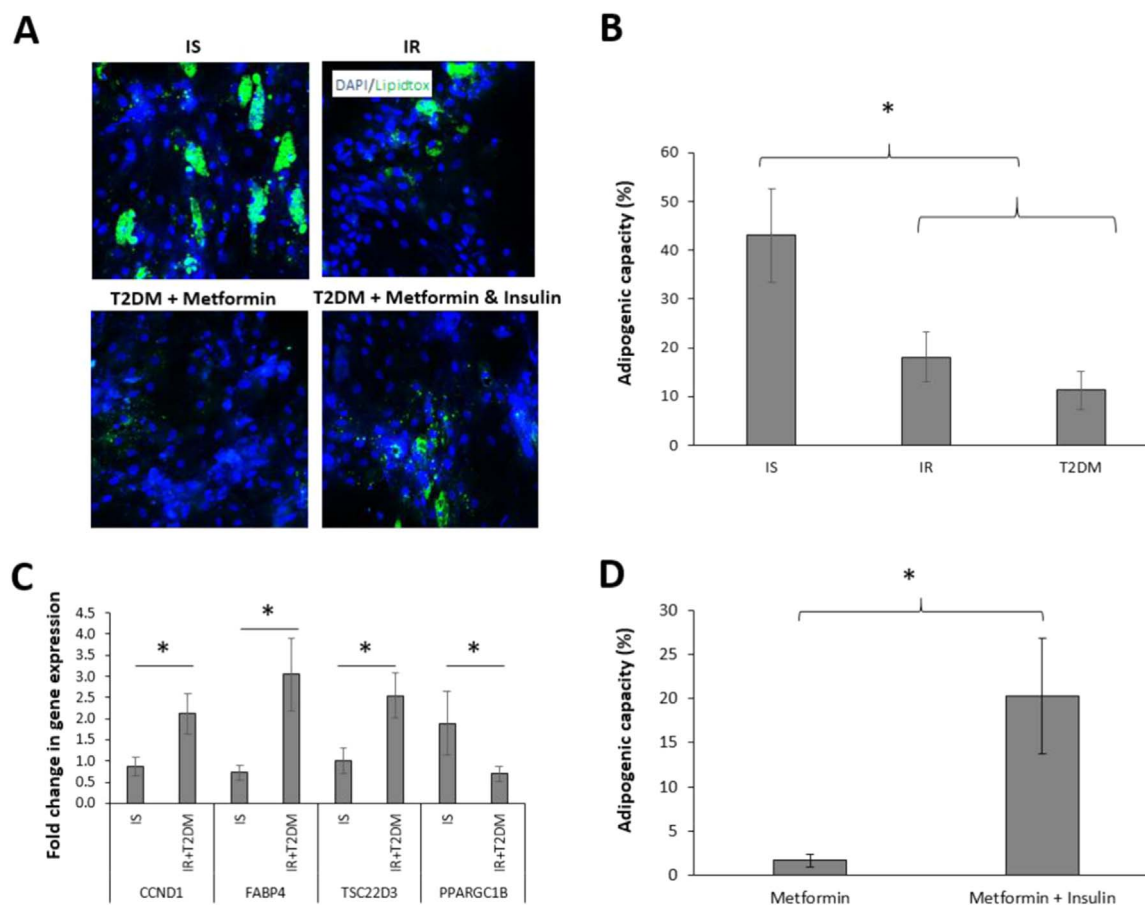 A
IS
IR
DAPI/Lipidtox
T2DM + Metformin
T2DM + Metformin & Insulin
B
*
Adipogenic capacity (%)
60
50
40
30
20
10
0
IS
IR
T2DM
C
Fold change in gene expression
4.5
4.0
3.5
3.0
2.5
2.0
1.5
1.0
0.5
0.0
*
*
*
*
IS
IR+T2DM
IS
IR+T2DM
IS
IR+T2DM
IS
IR+T2DM
CCND1
FABP4
TSC22D3
PPARGC1B
D
*
Adipogenic capacity (%)
30
25
20
15
10
5
0
Metformin
Metformin + Insulin